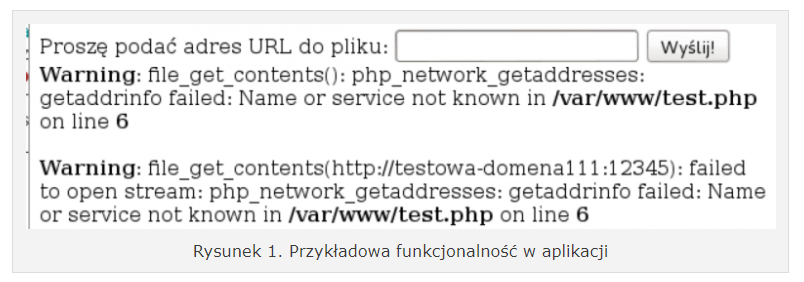 Proszę podać adres URL do pliku: Wyślij!
Warning: file_get_contents(): php_network_getaddresses:
getaddrinfo failed: Name or service not known in /var/www/test.php
on line 6
Warning: file_get_contents(http://testowa-domena111:12345): failed
to open stream: php_network_getaddresses: getaddrinfo failed: Name
or service not known in /var/www/test.php on line 6
Rysunek 1. Przykładowa funkcjonalność w aplikacji